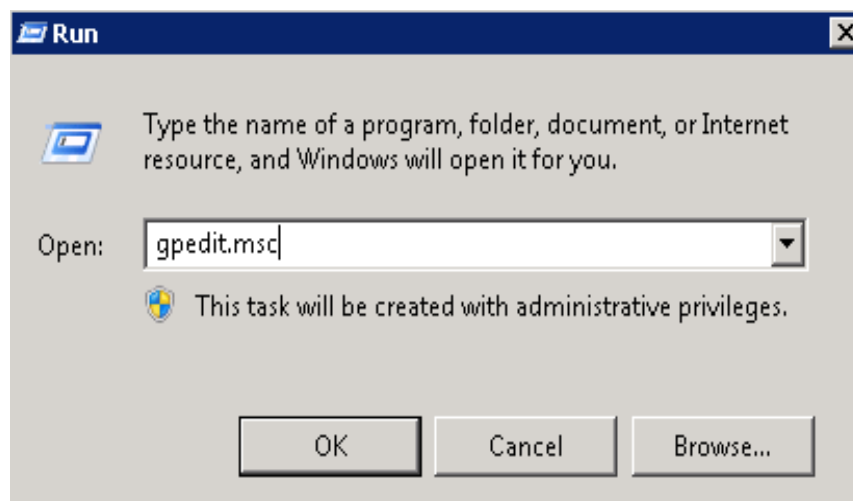 Run
Type the name of a program, folder, document, or Internet
resource, and Windows will open it for you.
Open:
gpedit.msc
This task will be created with administrative privileges.
OK
Cancel
Browse...